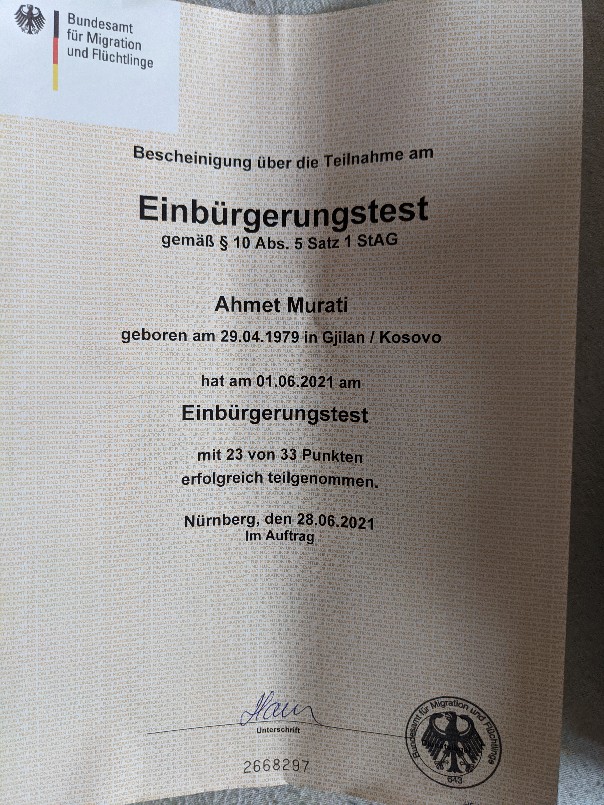 Bundesamt
für Migration
und Flüchtlinge
Bescheinigung über die Teilnahme am
Einbürgerungstest
gemäß § 10 Abs. 5 Satz 1 StAG
Ahmet Murati
geboren am 29.04.1979 in Gjilan / Kosovo
hat am 01.06.2021 am
Einbürgerungstest
mit 23 von 33 Punkten
erfolgreich teilgenommen.
Nürnberg, den 28.06.2021
Im Auftrag
Unterschrift
2668297
Bundesamt für Migration und Flüchtlinge
643